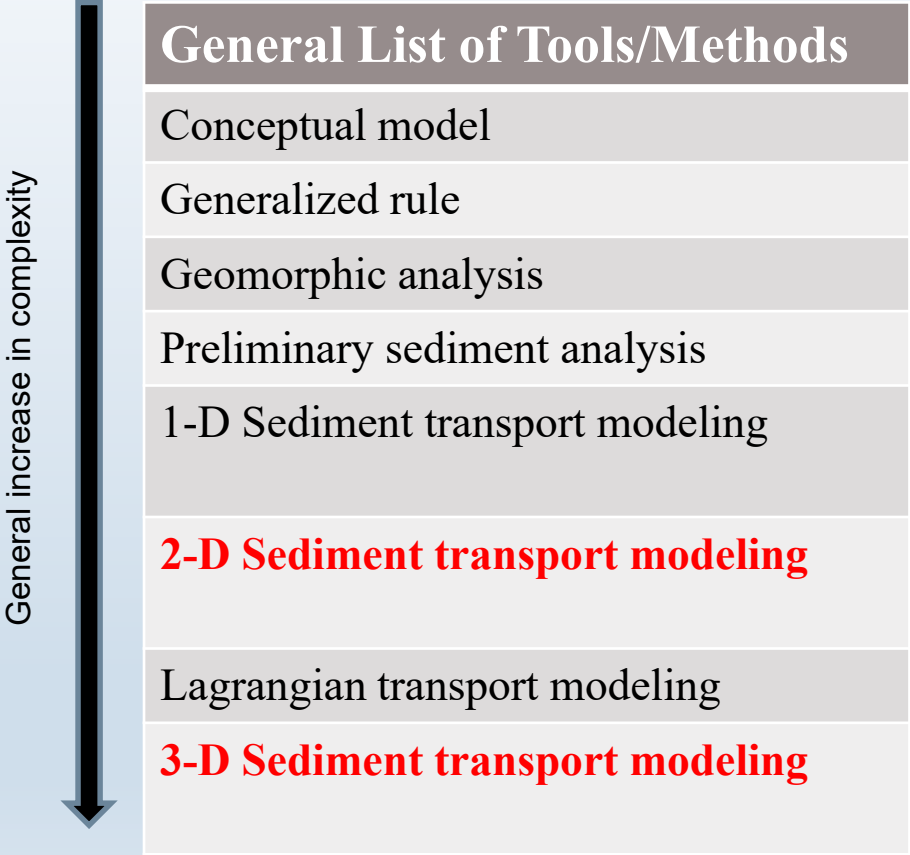 General List of Tools/Methods
Conceptual model
Generalized rule
Geomorphic analysis
Preliminary sediment analysis
1-D Sediment transport modeling
2-D Sediment transport modeling
Lagrangian transport modeling
3-D Sediment transport modeling
General increase in complexity